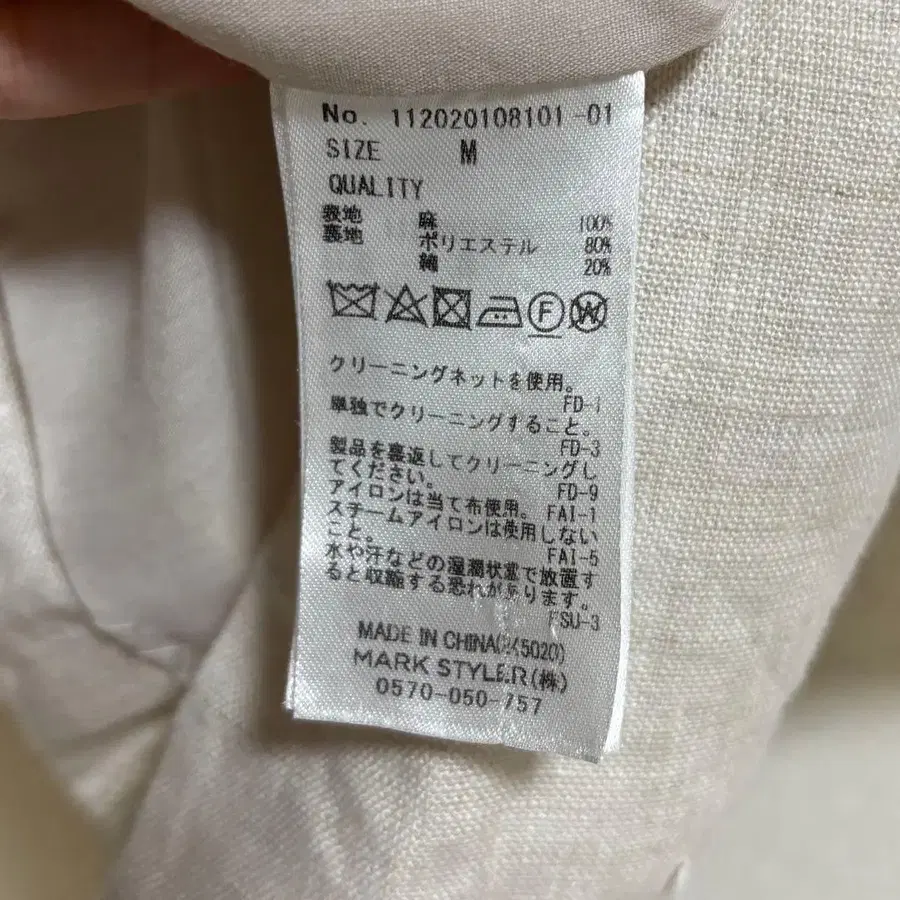 No. 112020108101-01
SIZE M
QUALITY
表地 麻 100%
裏地 ポリエステル 80%
綿 20%
F W
クリーニングネットを使用。
FD-1
単独でクリーニングすること。
FD-3
製品を裏返してクリーニングし
てください。 FD-9
アイロンは当て布使用。 FAI-1
スチームアイロンは使用しない
こと。 FAI-5
水や汗などの湿潤状態で放置す
ると収縮する恐れがあります。
FSU-3
MADE IN CHINA( 5020)
MARK STYLER(株)
0570-050-757